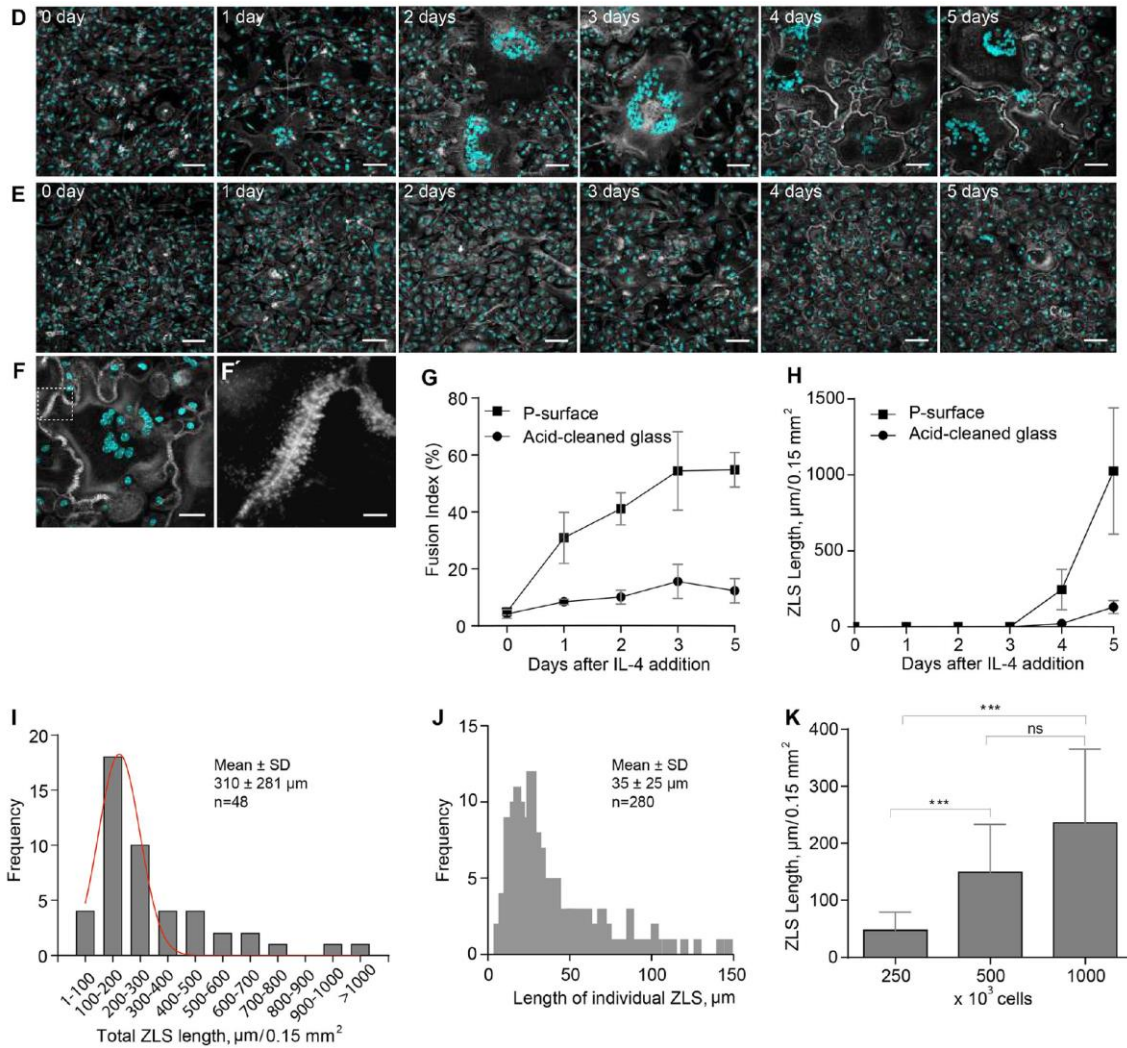 D
0 day
1 day
2 days
3 days
4 days
5 days
E
0 day
1 day
2 days
3 days
4 days
5 days
F
F´
G
Fusion Index (%)
80
60
40
20
0
P-surface
Acid-cleaned glass
0 1 2 3 5
Days after IL-4 addition
H
ZLS Length, µm/0.15 mm²
1500
1000
500
0
P-surface
Acid-cleaned glass
0 1 2 3 4 5
Days after IL-4 addition
I
Frequency
20
15
10
5
0
Mean ± SD
310 ± 281 µm
n=48
1-100
100-200
200-300
300-400
400-500
500-600
600-700
700-800
800-900
900-1000
>1000
Total ZLS length, µm/0.15 mm²
J
Frequency
15
10
5
0
Mean ± SD
35 ± 25 µm
n=280
0 50 100 150
Length of individual ZLS, µm
K
ZLS Length, µm/0.15 mm²
400
300
200
100
0
***
ns
***
250 500 1000
x 10³ cells